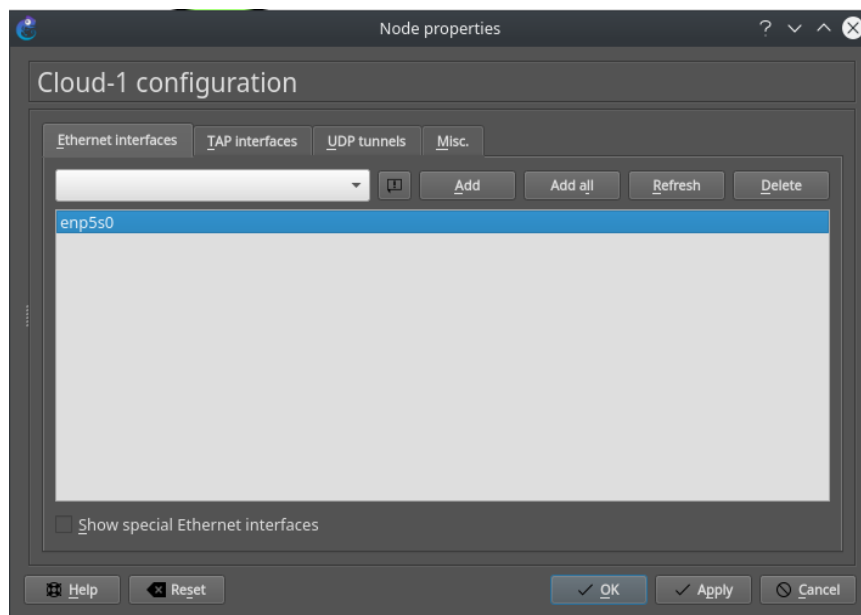 Node properties
Cloud-1 configuration
Ethernet interfaces TAP interfaces UDP tunnels Misc.
Add Add all Refresh Delete
enp5s0
Show special Ethernet interfaces
Help Reset OK Apply Cancel